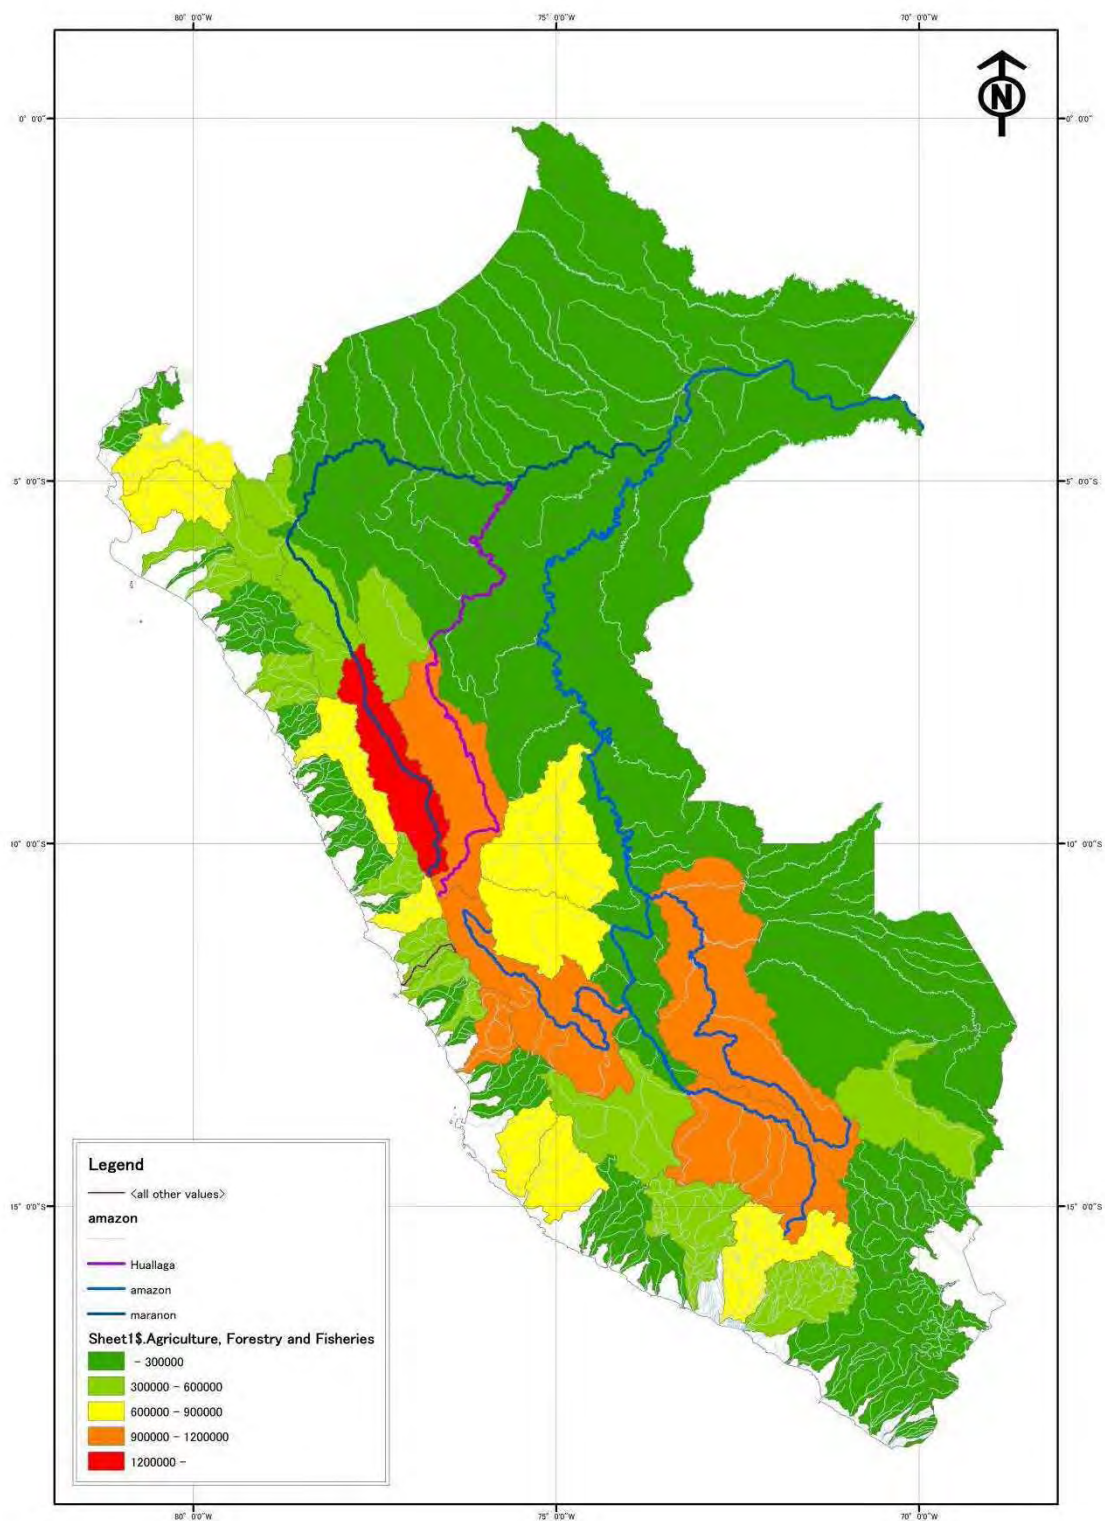 80° 0'0"W 75° 0'0"W 70° 0'0"W
N
0° 0'0" 0° 0'0"
5° 0'0"S 5° 0'0"S
10° 0'0"S 10° 0'0"S
15° 0'0"S 15° 0'0"S
Legend
<all other values>
amazon
Huallaga
amazon
maranon
Sheet1$.Agriculture, Forestry and Fisheries
- 300000
300000 - 600000
600000 - 900000
900000 - 1200000
1200000 -
80° 0'0"W 75° 0'0"W 70° 0'0"W